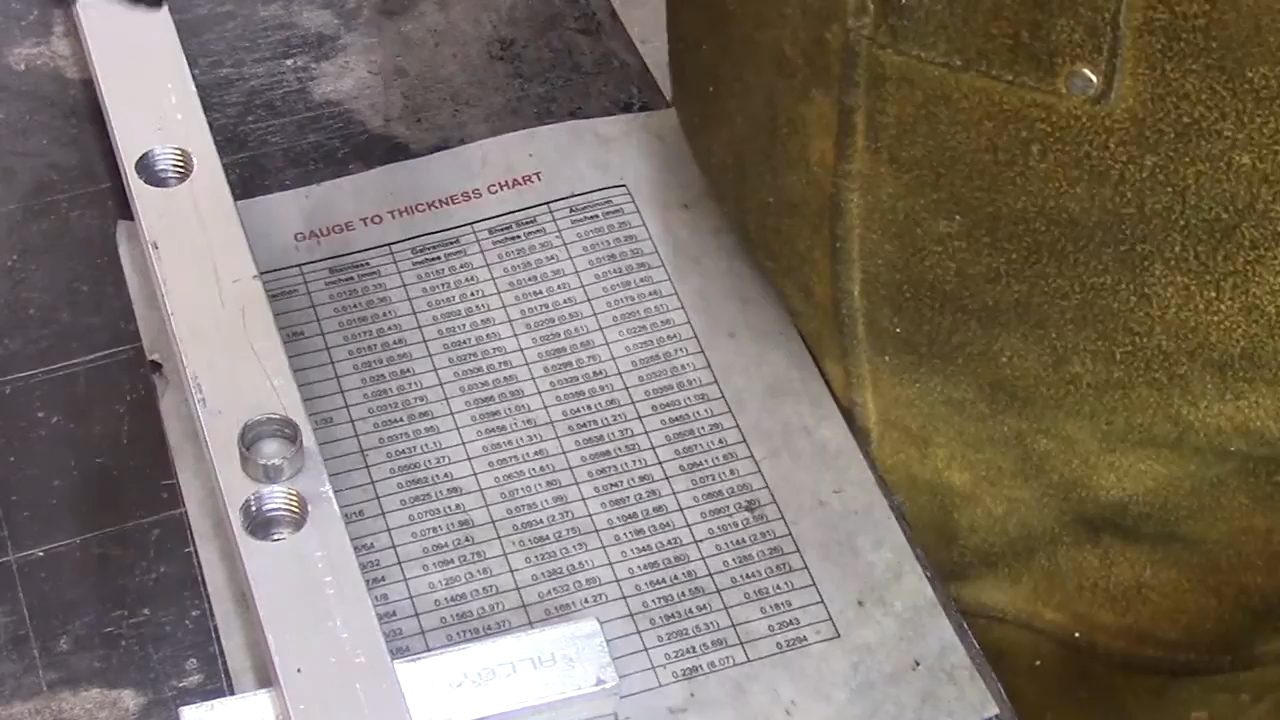 GAUGE TO THICKNESS CHART
Stainless Galvanized Sheet Steel Aluminum
inches (mm) inches (mm) inches (mm) inches (mm)
0.0125 (0.33) 0.0157 (0.40) 0.0120 (0.30) 0.0100 (0.25)
0.0141 (0.36) 0.0172 (0.44) 0.0135 (0.34) 0.0113 (0.29)
1/64 0.0156 (0.41) 0.0187 (0.47) 0.0149 (0.38) 0.0126 (0.32)
0.0172 (0.43) 0.0202 (0.51) 0.0164 (0.42) 0.0142 (0.36)
0.0187 (0.48) 0.0217 (0.55) 0.0179 (0.45) 0.0159 (.40)
0.0219 (0.56) 0.0247 (0.63) 0.0209 (0.53) 0.0179 (0.45)
0.025 (0.64) 0.0276 (0.70) 0.0239 (0.61) 0.0201 (0.51)
0.0281 (0.71) 0.0306 (0.78) 0.0269 (0.68) 0.0226 (0.58)
1/32 0.0312 (0.79) 0.0336 (0.85) 0.0299 (0.76) 0.0253 (0.64)
0.0344 (0.86) 0.0366 (0.93) 0.0329 (0.84) 0.0285 (0.71)
0.0375 (0.95) 0.0396 (1.01) 0.0359 (0.91) 0.0320 (0.81)
0.0437 (1.1) 0.0456 (1.16) 0.0418 (1.06) 0.0359 (0.91)
0.0500 (1.27) 0.0516 (1.31) 0.0478 (1.21) 0.0403 (1.02)
0.0562 (1.4) 0.0575 (1.46) 0.0538 (1.37) 0.0453 (1.1)
1/16 0.0625 (1.59) 0.0635 (1.61) 0.0598 (1.52) 0.0508 (1.29)
0.0703 (1.8) 0.0710 (1.80) 0.0673 (1.71) 0.0571 (1.4)
5/64 0.0781 (1.98) 0.0785 (1.99) 0.0747 (1.90) 0.0641 (1.63)
3/32 0.094 (2.4) 0.0934 (2.37) 0.0897 (2.28) 0.072 (1.8)
7/64 0.1094 (2.78) 0.1084 (2.75) 0.1046 (2.66) 0.0808 (2.05)
1/8 0.1250 (3.18) 0.1233 (3.13) 0.1196 (3.04) 0.0907 (2.30)
9/64 0.1406 (3.57) 0.1382 (3.51) 0.1345 (3.42) 0.1019 (2.59)
0.1563 (3.97) 0.1532 (3.89) 0.1495 (3.80) 0.1144 (2.91)
0.1719 (4.37) 0.1681 (4.27) 0.1644 (4.18) 0.1285 (3.26)
0.1793 (4.55) 0.1443 (3.67)
0.1943 (4.94) 0.162 (4.1)
0.2092 (5.31) 0.1819
0.2242 (5.69) 0.2043
0.2391 (6.07) 0.2294